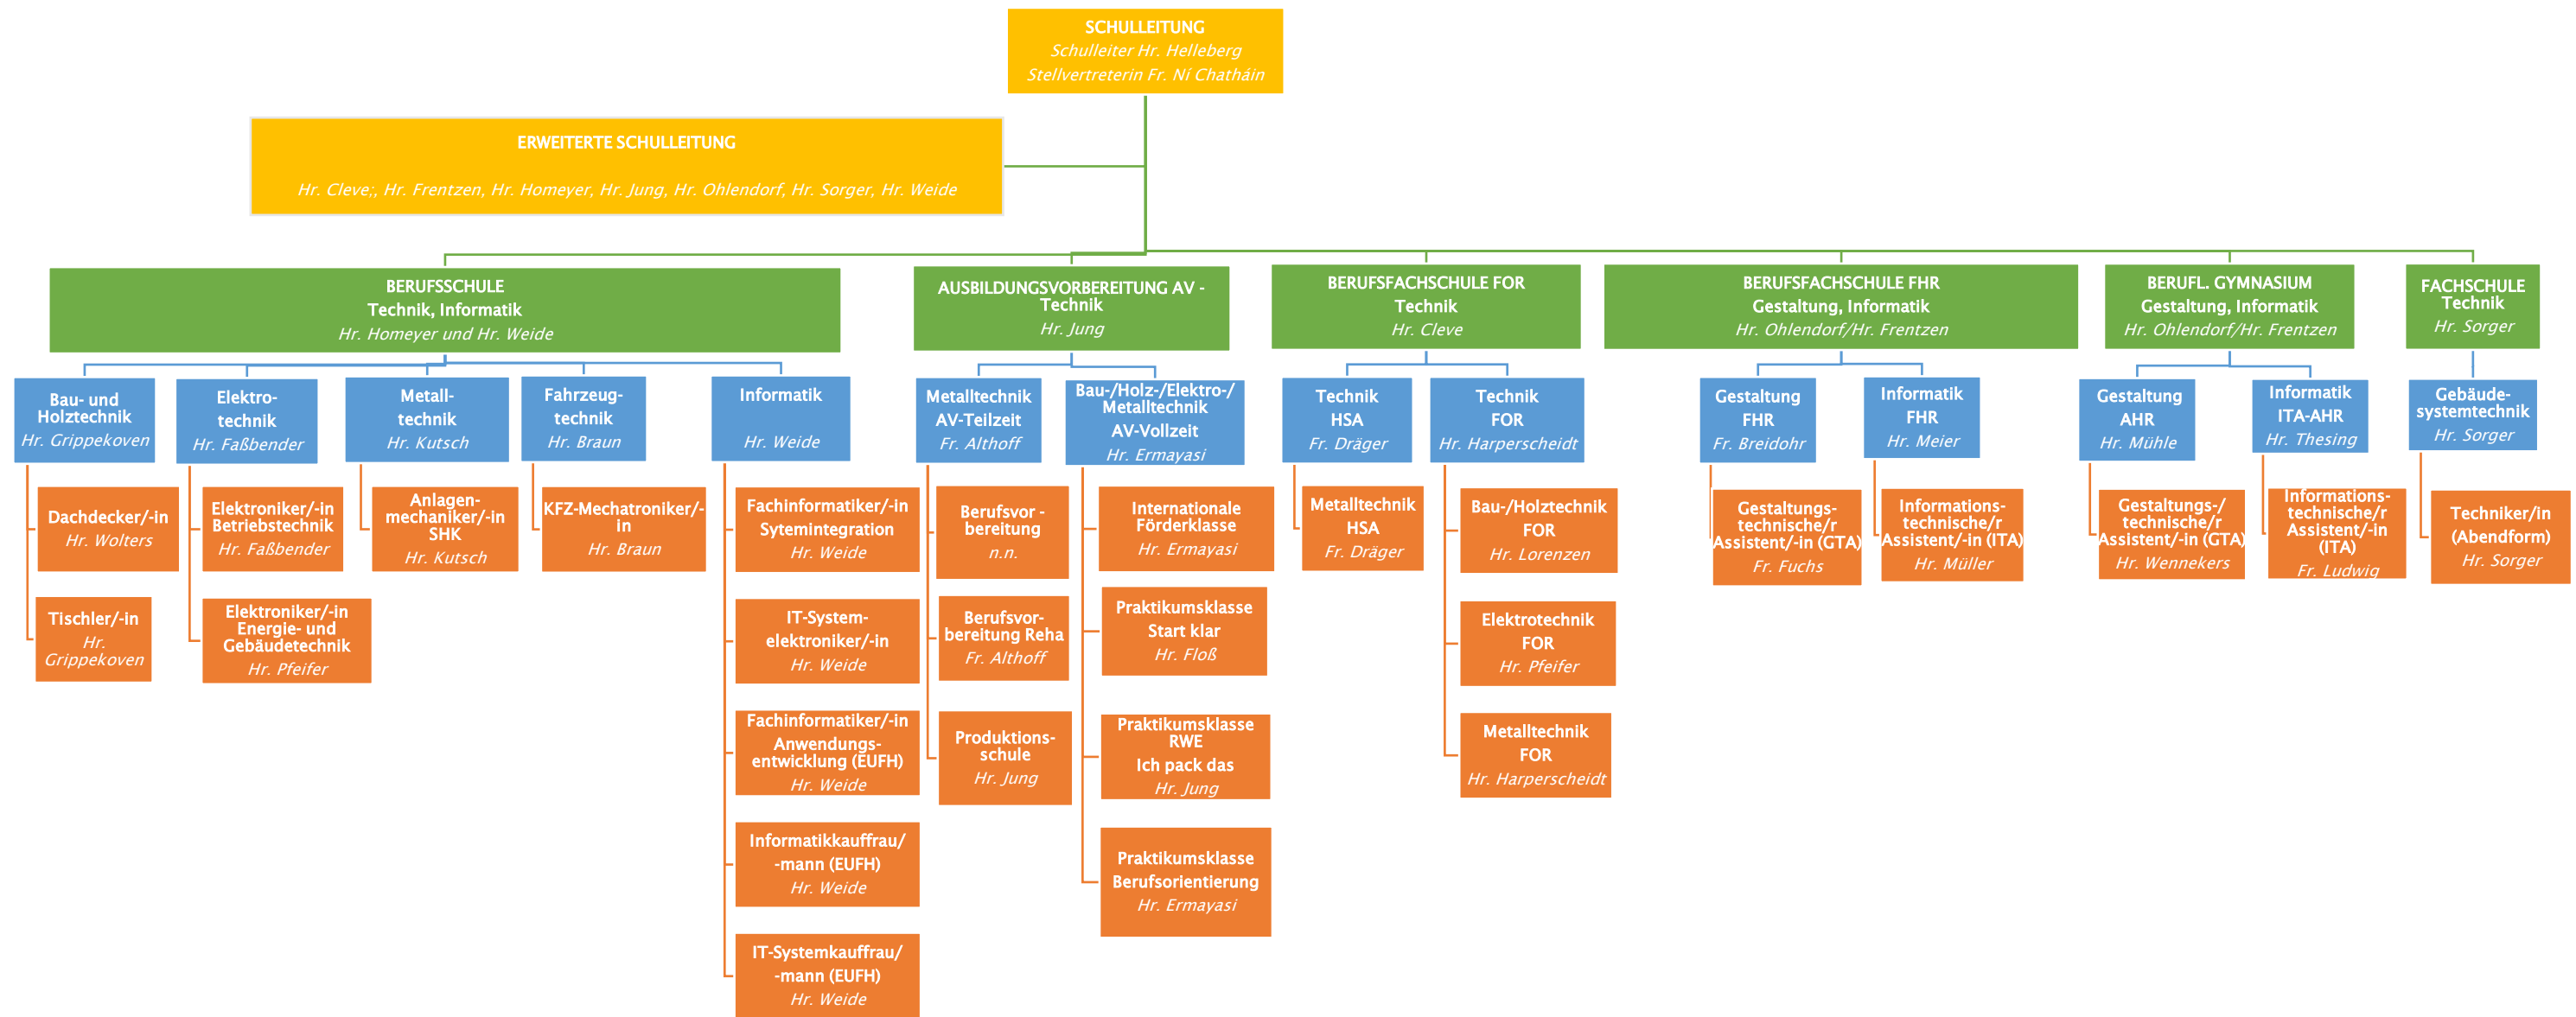 SCHULLEITUNG
Schulleiter Hr. Helleberg
Stellvertreterin Fr. Ní Chatháin
ERWEITERTE SCHULLEITUNG
Hr. Cleve;, Hr. Frentzen, Hr. Homeyer, Hr. Jung, Hr. Ohlendorf, Hr. Sorger, Hr. Weide
BERUFSSCHULE
Technik, Informatik
Hr. Homeyer und Hr. Weide
AUSBILDUNGSVORBEREITUNG AV -
Technik
Hr. Jung
BERUFSFACHSCHULE FOR
Technik
Hr. Cleve
BERUFSFACHSCHULE FHR
Gestaltung, Informatik
Hr. Ohlendorf/Hr. Frentzen
BERUFL. GYMNASIUM
Gestaltung, Informatik
Hr. Ohlendorf/Hr. Frentzen
FACHSCHULE
Technik
Hr. Sorger
Bau- und
Holztechnik
Hr. Grippekoven
Elektro-
technik
Hr. Faßbender
Metall-
technik
Hr. Kutsch
Fahrzeug-
technik
Hr. Braun
Informatik
Hr. Weide
Metalltechnik
AV-Teilzeit
Fr. Althoff
Bau-/Holz-/Elektro-/
Metalltechnik
AV-Vollzeit
Hr. Ermayasi
Technik
HSA
Fr. Dräger
Technik
FOR
Hr. Harperscheidt
Gestaltung
FHR
Fr. Breidohr
Informatik
FHR
Hr. Meier
Gestaltung
AHR
Hr. Mühle
Informatik
ITA-AHR
Hr. Thesing
Gebäude-
systemtechnik
Hr. Sorger
Dachdecker/-in
Hr. Wolters
Tischler/-in
Hr.
Grippekoven
Elektroniker/-in
Betriebstechnik
Hr. Faßbender
Elektroniker/-in
Energie- und
Gebäudetechnik
Hr. Pfeifer
Anlagen-
mechaniker/-in
SHK
Hr. Kutsch
KFZ-Mechatroniker/-
in
Hr. Braun
Fachinformatiker/-in
Sytemintegration
Hr. Weide
IT-System-
elektroniker/-in
Hr. Weide
Fachinformatiker/-in
Anwendungs-
entwicklung (EUFH)
Hr. Weide
Informatikkauffrau/
-mann (EUFH)
Hr. Weide
IT-Systemkauffrau/
-mann (EUFH)
Hr. Weide
Berufsvor -
bereitung
n.n.
Berufsvor-
bereitung Reha
Fr. Althoff
Produktions-
schule
Hr. Jung
Internationale
Förderklasse
Hr. Ermayasi
Praktikumsklasse
Start klar
Hr. Floß
Praktikumsklasse
RWE
Ich pack das
Hr. Jung
Praktikumsklasse
Berufsorientierung
Hr. Ermayasi
Metalltechnik
HSA
Fr. Dräger
Bau-/Holztechnik
FOR
Hr. Lorenzen
Elektrotechnik
FOR
Hr. Pfeifer
Metalltechnik
FOR
Hr. Harperscheidt
Gestaltungs-
technische/r
Assistent/-in (GTA)
Fr. Fuchs
Informations-
technische/r
Assistent/-in (ITA)
Hr. Müller
Gestaltungs-/
technische/r
Assistent/-in (GTA)
Hr. Wennekers
Informations-
technische/r
Assistent/-in
(ITA)
Fr. Ludwig
Techniker/in
(Abendform)
Hr. Sorger